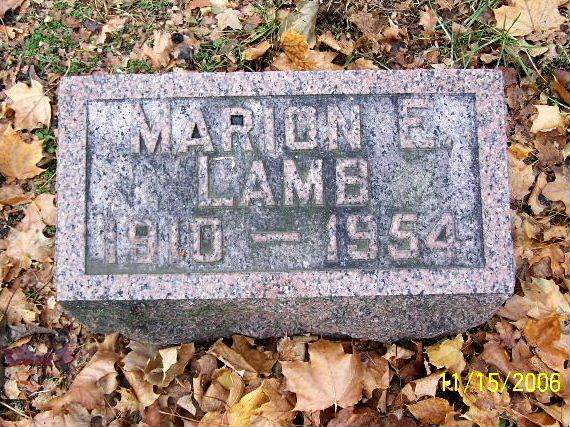 MARION E.
LAMB
1910 — 1954
11/15/2006